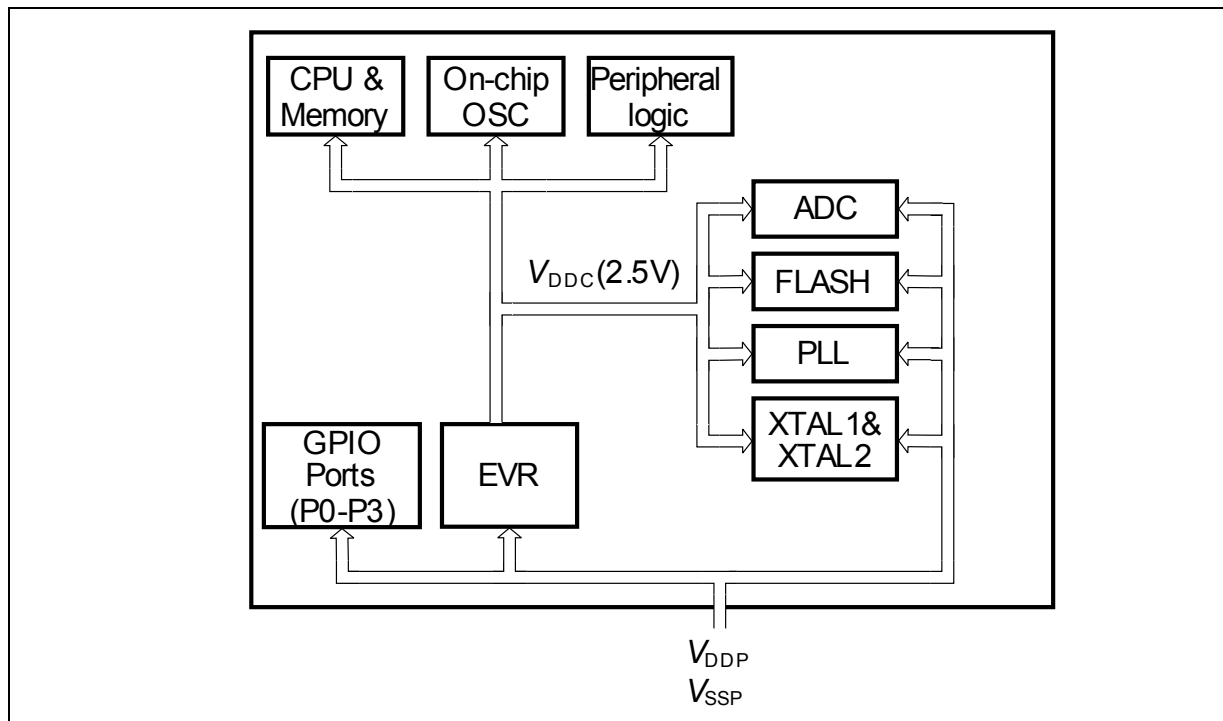 CPU &
Memory
On-chip
OSC
Peripheral
logic
ADC
VDDC(2.5V)
FLASH
PLL
XTAL1&
XTAL2
GPIO
Ports
(P0-P3)
EVR
VDDP
VSSP